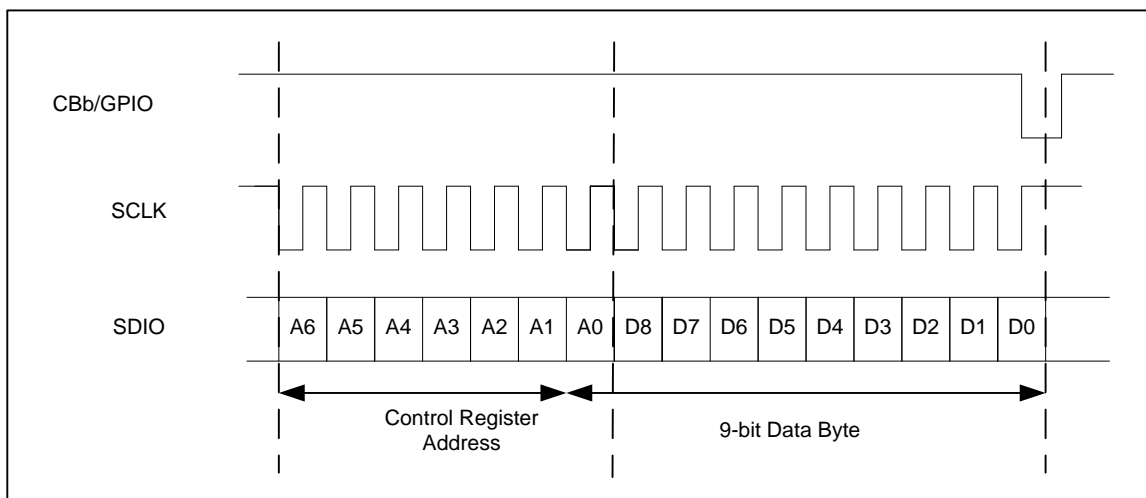 CBb/GPIO
SCLK
SDIO
A6 A5 A4 A3 A2 A1 A0 D8 D7 D6 D5 D4 D3 D2 D1 D0
Control Register
Address
9-bit Data Byte